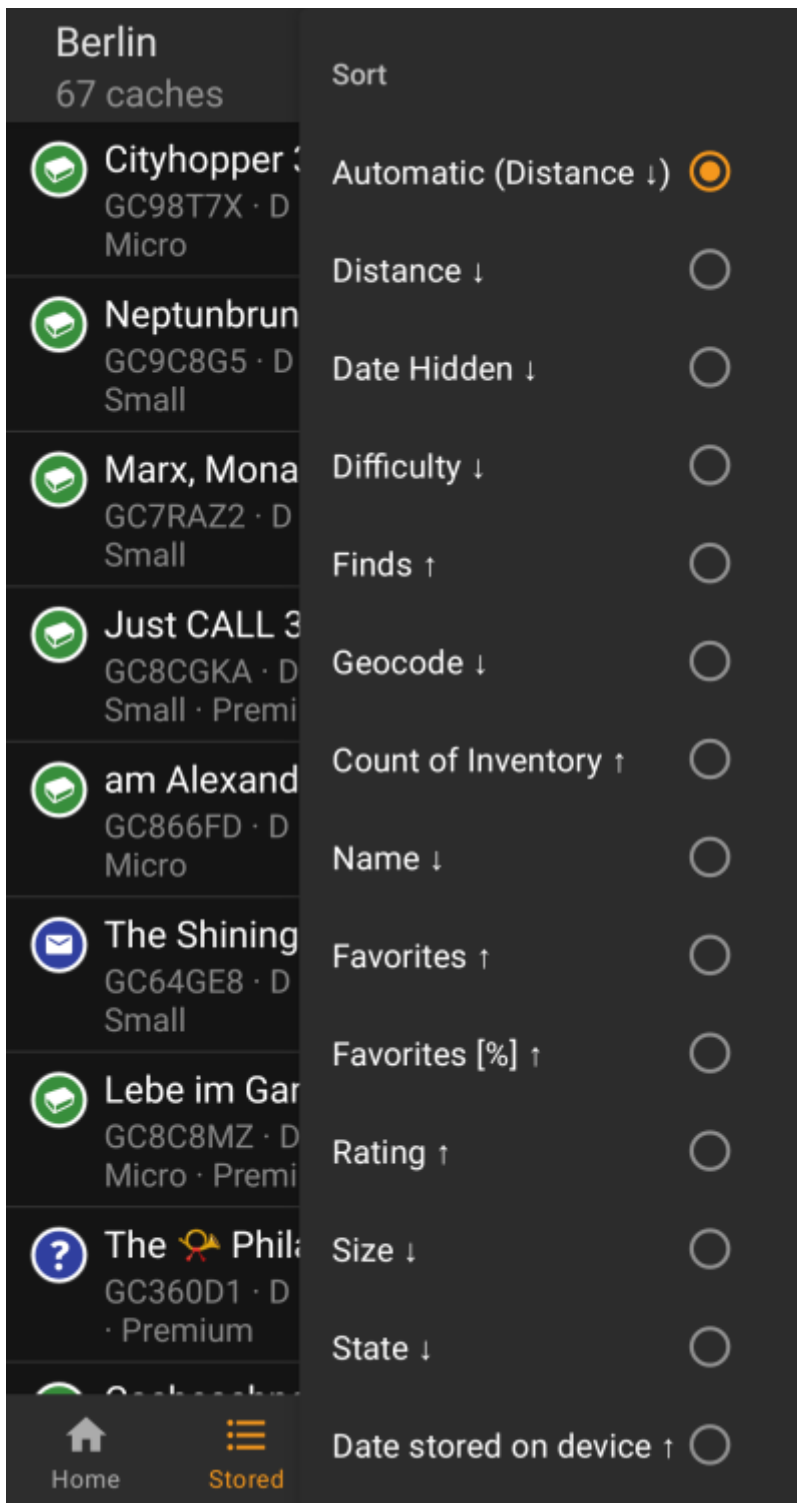 Berlin
67 caches
Cityhopper
GC98T7X · D
Micro
Neptunbrun
GC9C8G5 · D
Small
Marx, Mona
GC7RAZ2 · D
Small
Just CALL 3
GC8CGKA · D
Small · Premi
am Alexand
GC866FD · D
Micro
The Shining
GC64GE8 · D
Small
Lebe im Gar
GC8C8MZ · D
Micro · Premi
The 📯 Phila
GC360D1 · D
· Premium
Home
Stored
Sort
Automatic (Distance ↓)
Distance ↓
Date Hidden ↓
Difficulty ↓
Finds ↑
Geocode ↓
Count of Inventory ↑
Name ↓
Favorites ↑
Favorites [%] ↑
Rating ↑
Size ↓
State ↓
Date stored on device ↑